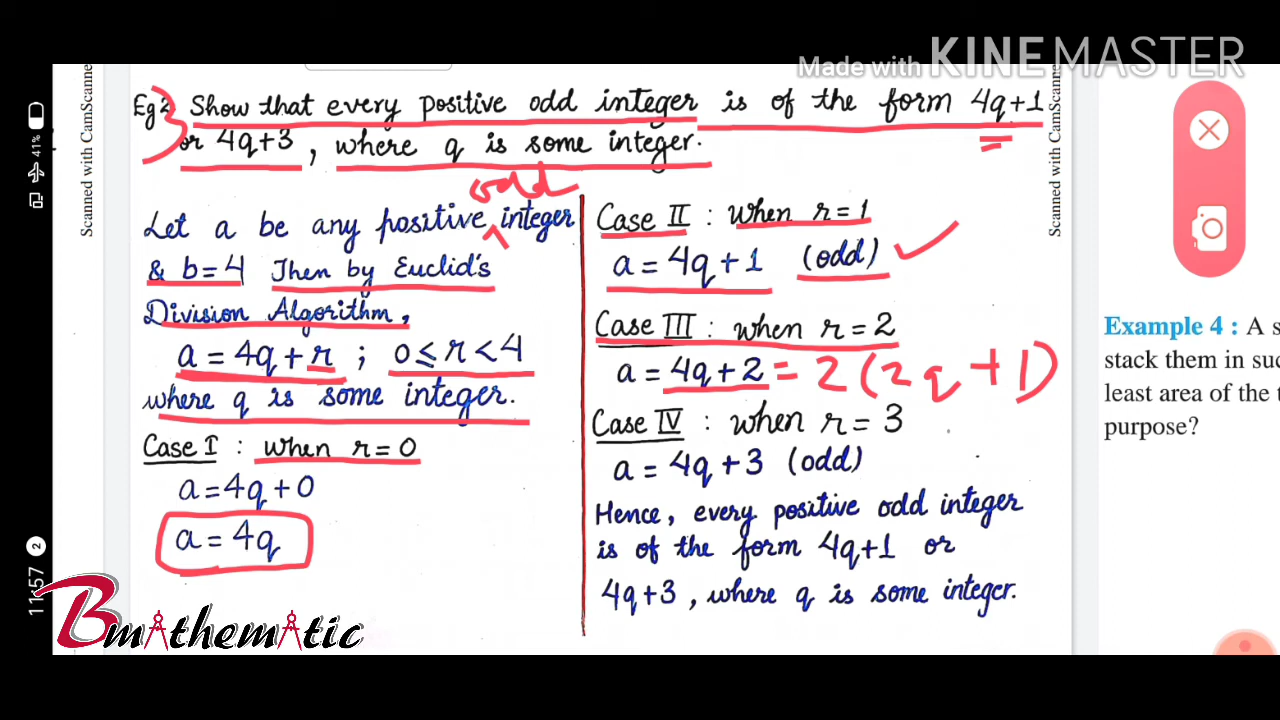 Made with KINEMASTER
Scanned with CamScanne
Scanned with CamScanne
41%
11:57
2
Eg 2 Show that every positive odd integer is of the form 4q+1
or 4q+3, where q is some integer.
odd
Let a be any positive ^ integer
& b=4 Then by Euclid's
Division Algorithm,
a = 4q + r ; 0 ≤ r < 4
where q is some integer.
Case I : when r = 0
a = 4q + 0
a = 4q
Case II : when r = 1
a = 4q + 1 (odd) ✓
Case III : when r = 2
a = 4q + 2 = 2(2q+1)
Case IV : when r = 3
a = 4q + 3 (odd)
Hence, every positive odd integer
is of the form 4q+1 or
4q+3, where q is some integer.
Example 4 : A s
stack them in suc
least area of the t
purpose?
Bmathematic